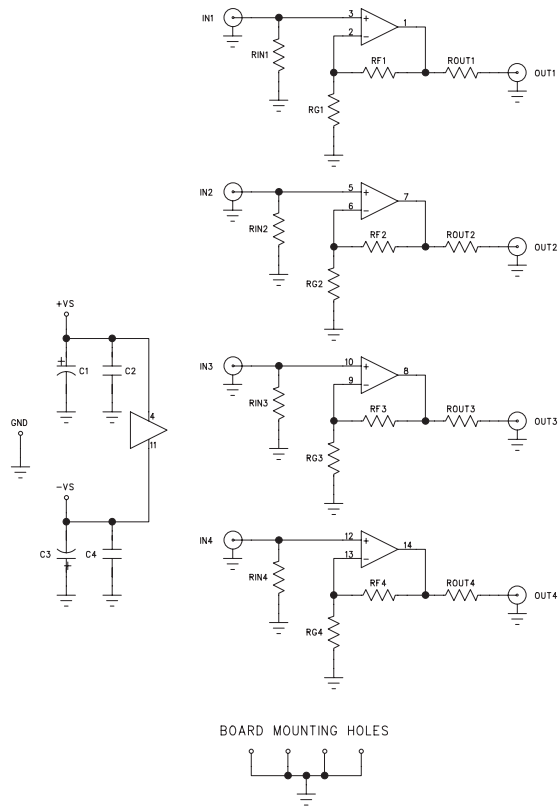 IN1
3
+
1
2
−
RIN1
RF1
ROUT1
OUT1
RG1
IN2
5
+
7
6
−
RIN2
RF2
ROUT2
OUT2
RG2
IN3
10
+
8
9
−
RIN3
RF3
ROUT3
OUT3
RG3
IN4
12
+
14
13
−
RIN4
RF4
ROUT4
OUT4
RG4
+VS
+
C1
C2
4
11
GND
−VS
C3
+
C4
BOARD MOUNTING HOLES